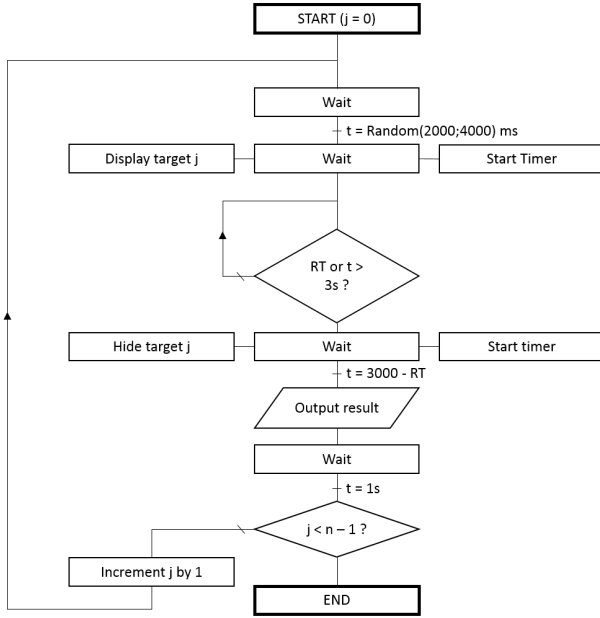 START (j = 0)
Wait
t = Random(2000;4000) ms
Display target j
Wait
Start Timer
RT or t >
3s ?
Hide target j
Wait
Start timer
t = 3000 - RT
Output result
Wait
t = 1s
j < n – 1 ?
Increment j by 1
END